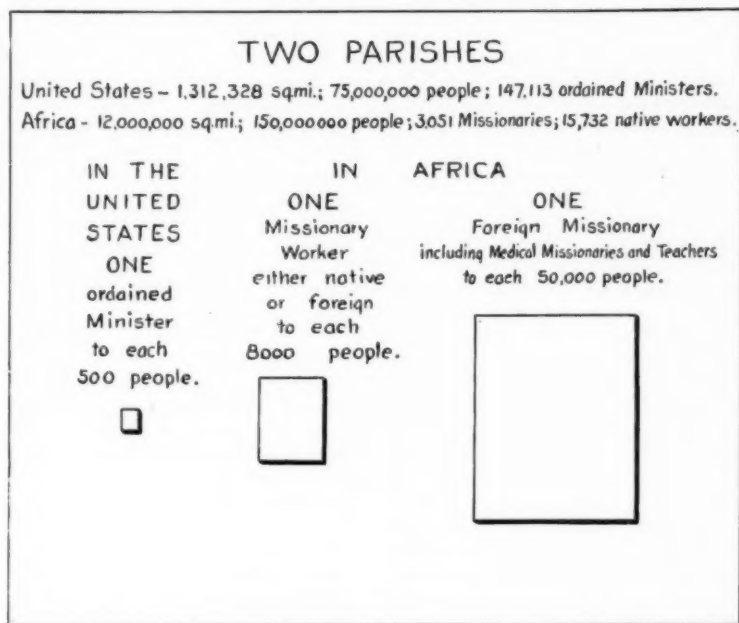 TWO PARISHES
United States - 1,312,328 sq.mi.; 75,000,000 people; 147,113 ordained Ministers.
Africa - 12,000,000 sq.mi.; 150,000000 people; 3,051 Missionaries; 15,732 native workers.
IN THE
UNITED
STATES
ONE
ordained
Minister
to each
500 people.
IN AFRICA
ONE
Missionary
Worker
either native
or foreign
to each
8000 people.
ONE
Foreign Missionary
including Medical Missionaries and Teachers
to each 50,000 people.